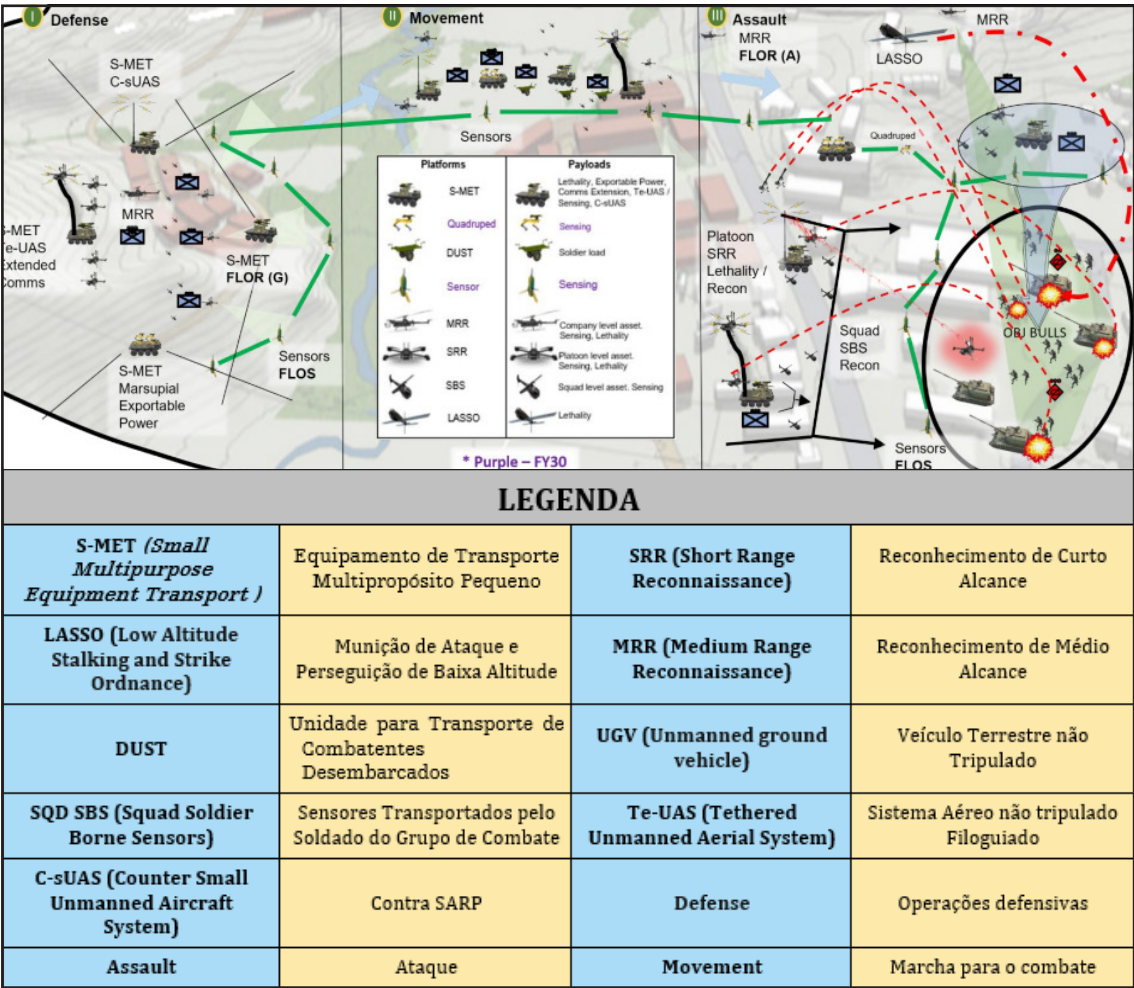 I Defense
S-MET
C-sUAS
MRR
S-MET
Te-UAS
Extended
Comms
S-MET
FLOR (G)
S-MET
Marsupial
Exportable
Power
Sensors
FLOS
II Movement
Sensors
Platforms Payloads
S-MET Lethality, Exportable Power,
Comms Extension, Te-UAS /
Sensing, C-sUAS
Quadruped Sensing
DUST Soldier load
Sensor Sensing
MRR Company level asset.
Sensing, Lethality
SRR Platoon level asset.
Sensing, Lethality
SBS Squad level asset. Sensing
LASSO Lethality
* Purple – FY30
III Assault
MRR
FLOR (A)
LASSO
MRR
Quadruped
Platoon
SRR
Lethality /
Recon
Squad
SBS
Recon
OBJ BULLS
Sensors
FLOS
LEGENDA
S-MET (Small
Multipurpose
Equipment Transport )
Equipamento de Transporte
Multipropósito Pequeno
SRR (Short Range
Reconnaissance)
Reconhecimento de Curto
Alcance
LASSO (Low Altitude
Stalking and Strike
Ordnance)
Munição de Ataque e
Perseguição de Baixa Altitude
MRR (Medium Range
Reconnaissance)
Reconhecimento de Médio
Alcance
DUST
Unidade para Transporte de
Combatentes
Desembarcados
UGV (Unmanned ground
vehicle)
Veículo Terrestre não
Tripulado
SQD SBS (Squad Soldier
Borne Sensors)
Sensores Transportados pelo
Soldado do Grupo de Combate
Te-UAS (Tethered
Unmanned Aerial System)
Sistema Aéreo não tripulado
Filoguiado
C-sUAS (Counter Small
Unmanned Aircraft
System)
Contra SARP
Defense
Operações defensivas
Assault
Ataque
Movement
Marcha para o combate